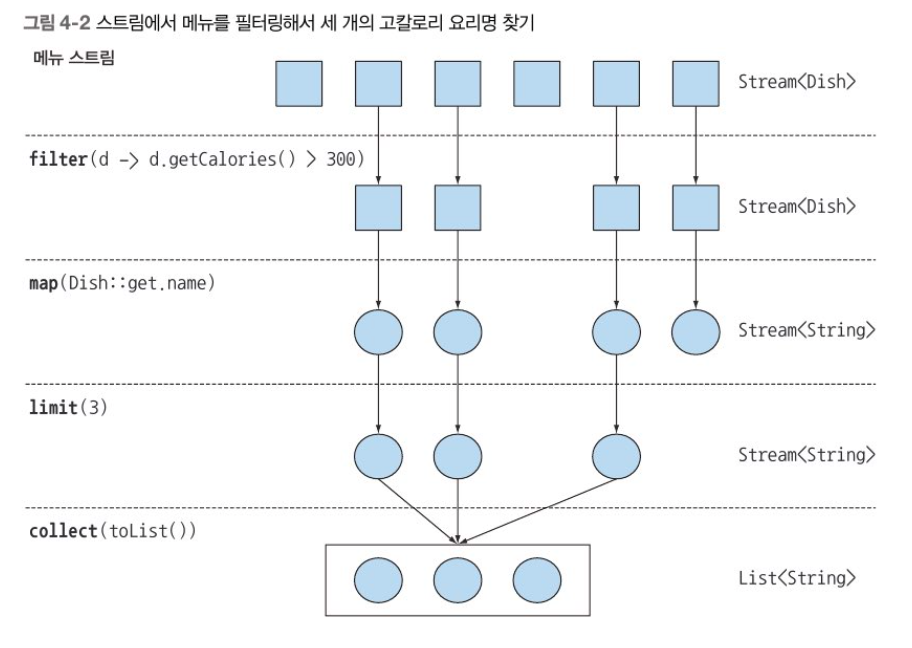 그림 4-2 스트림에서 메뉴를 필터링해서 세 개의 고칼로리 요리명 찾기
메뉴 스트림
Stream<Dish>
filter(d -> d.getCalories() > 300)
Stream<Dish>
map(Dish::get.name)
Stream<String>
limit(3)
Stream<String>
collect(toList())
List<String>